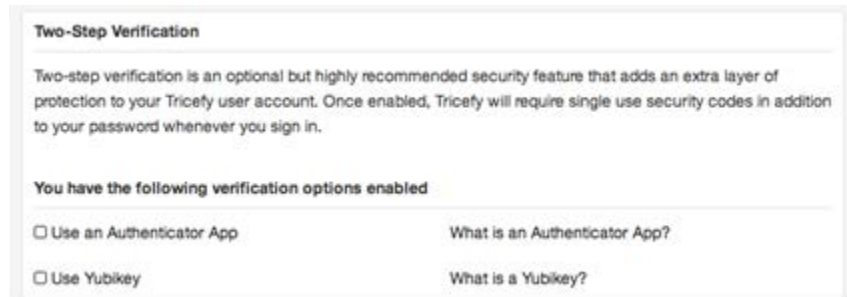 Two-Step Verification
Two-step verification is an optional but highly recommended security feature that adds an extra layer of
protection to your Tricefy user account. Once enabled, Tricefy will require single use security codes in addition
to your password whenever you sign in.
You have the following verification options enabled
Use an Authenticator App What is an Authenticator App?
Use Yubikey What is a Yubikey?